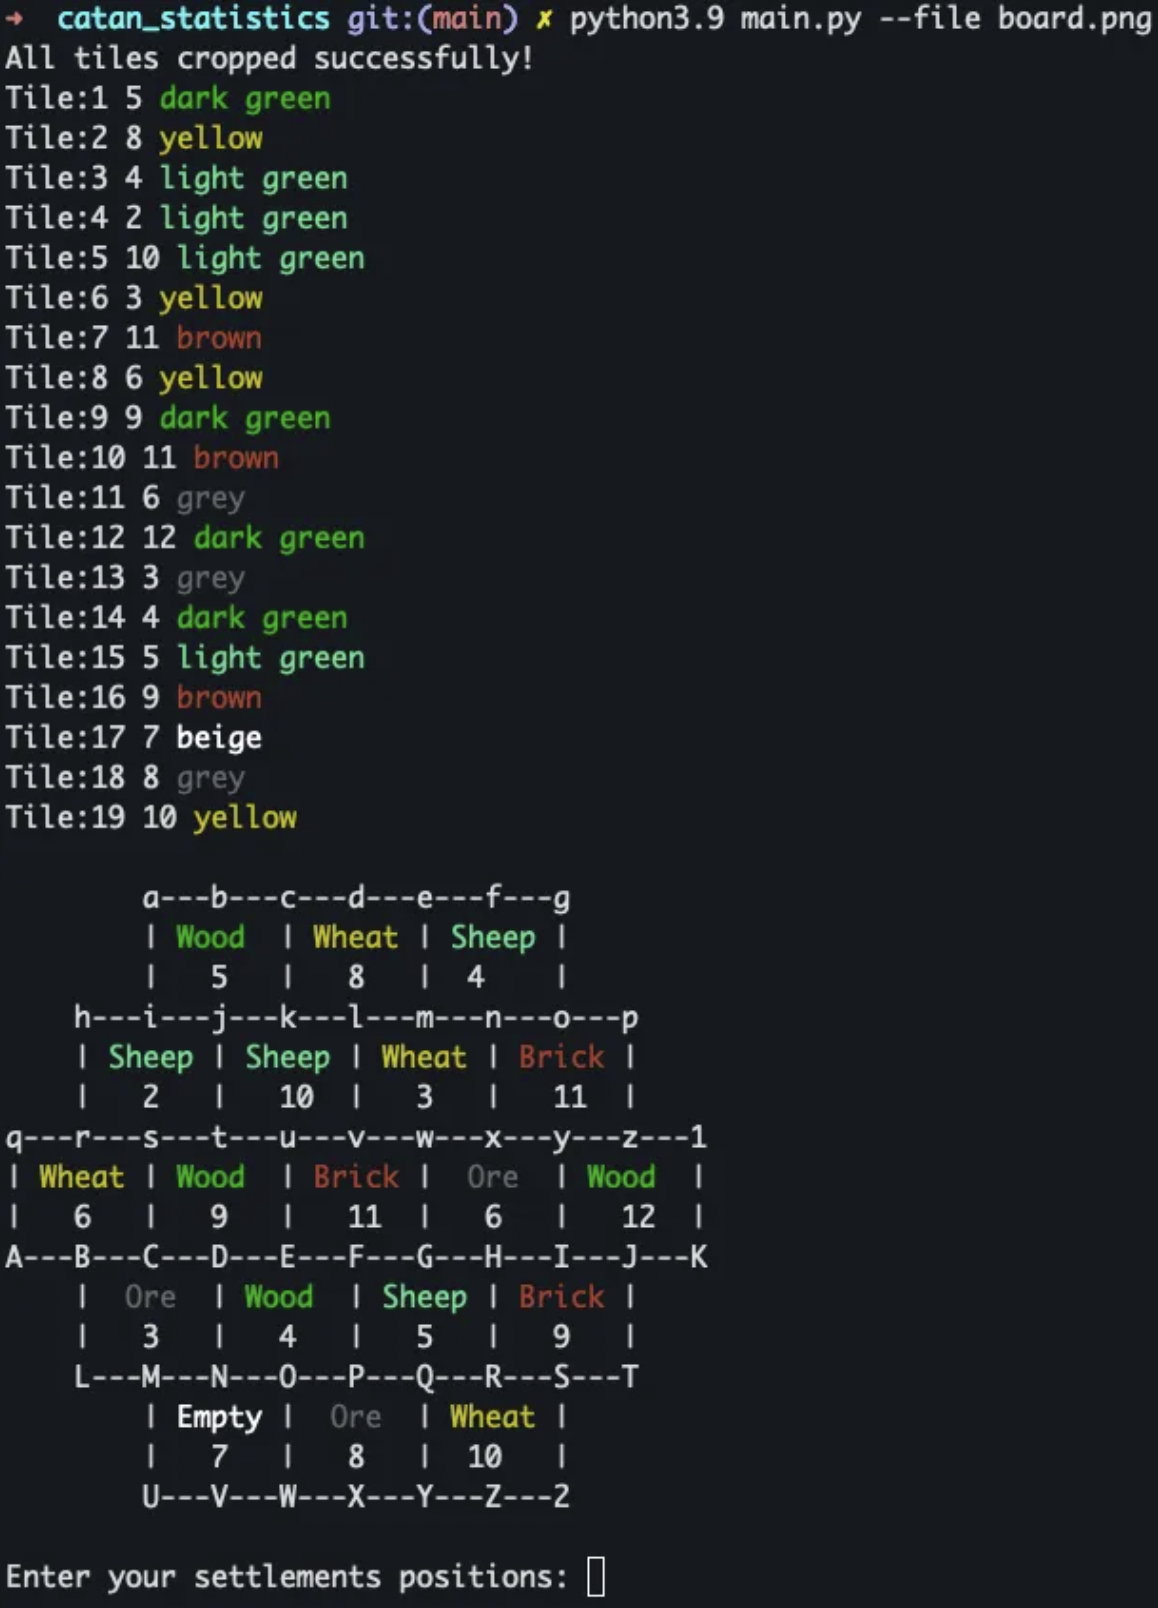 ➜  catan_statistics git:(main) ✗ python3.9 main.py --file board.png
All tiles cropped successfully!
Tile:1 5 dark green
Tile:2 8 yellow
Tile:3 4 light green
Tile:4 2 light green
Tile:5 10 light green
Tile:6 3 yellow
Tile:7 11 brown
Tile:8 6 yellow
Tile:9 9 dark green
Tile:10 11 brown
Tile:11 6 grey
Tile:12 12 dark green
Tile:13 3 grey
Tile:14 4 dark green
Tile:15 5 light green
Tile:16 9 brown
Tile:17 7 beige
Tile:18 8 grey
Tile:19 10 yellow

        a---b---c---d---e---f---g
        | Wood  | Wheat | Sheep |
        |   5   |   8   |  4    |
    h---i---j---k---l---m---n---o---p
    | Sheep | Sheep | Wheat | Brick |
    |   2   |   10  |   3   |   11  |
q---r---s---t---u---v---w---x---y---z---1
| Wheat | Wood  | Brick |  Ore  | Wood  |
|   6   |   9   |   11  |   6   |   12  |
A---B---C---D---E---F---G---H---I---J---K
    |  Ore  | Wood  | Sheep | Brick |
    |   3   |   4   |   5   |   9   |
    L---M---N---O---P---Q---R---S---T
        | Empty |  Ore  | Wheat |
        |   7   |   8   |  10   |
        U---V---W---X---Y---Z---2

Enter your settlements positions: